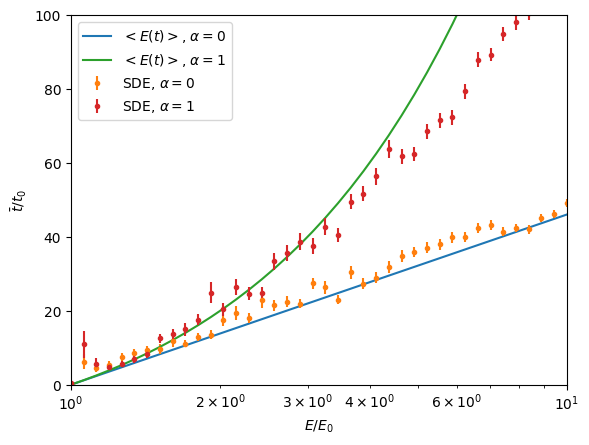 100
80
60
40
20
0
t̄/t₀
< E(t) > , α = 0
< E(t) > , α = 1
SDE, α = 0
SDE, α = 1
10⁰
2 × 10⁰
3 × 10⁰
4 × 10⁰
6 × 10⁰
10¹
E/E₀